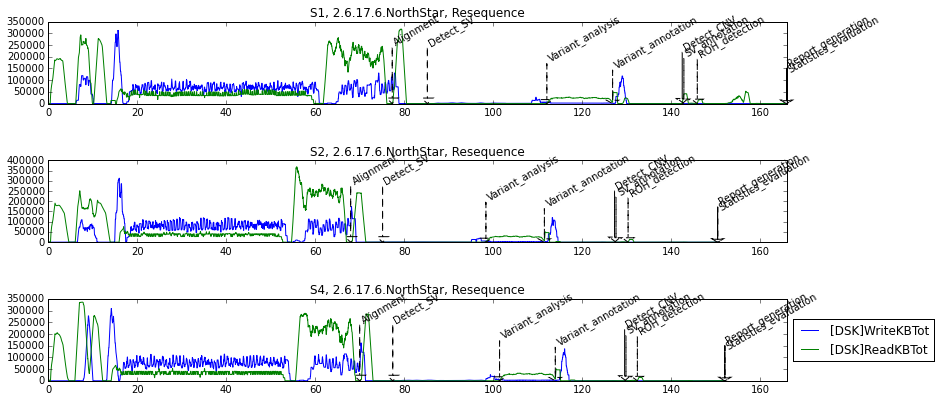 S1, 2.6.17.6.NorthStar, Resequence
350000
300000
250000
200000
150000
100000
50000
0
Alignment
Detect_SV
Variant_analysis
Variant_annotation
Detect_CNV
SV_annotation
ROH_detection
Report_generation
Statistics_evaluation
0 20 40 60 80 100 120 140 160
S2, 2.6.17.6.NorthStar, Resequence
400000
350000
300000
250000
200000
150000
100000
50000
0
Alignment
Detect_SV
Variant_analysis
Variant_annotation
Detect_CNV
SV_annotation
ROH_detection
Report_generation
Statistics_evaluation
0 20 40 60 80 100 120 140 160
S4, 2.6.17.6.NorthStar, Resequence
350000
300000
250000
200000
150000
100000
50000
0
Alignment
Detect_SV
Variant_analysis
Variant_annotation
Detect_CNV
SV_annotation
ROH_detection
Report_generation
Statistics_evaluation
0 20 40 60 80 100 120 140 160
[DSK]WriteKBTot
[DSK]ReadKBTot